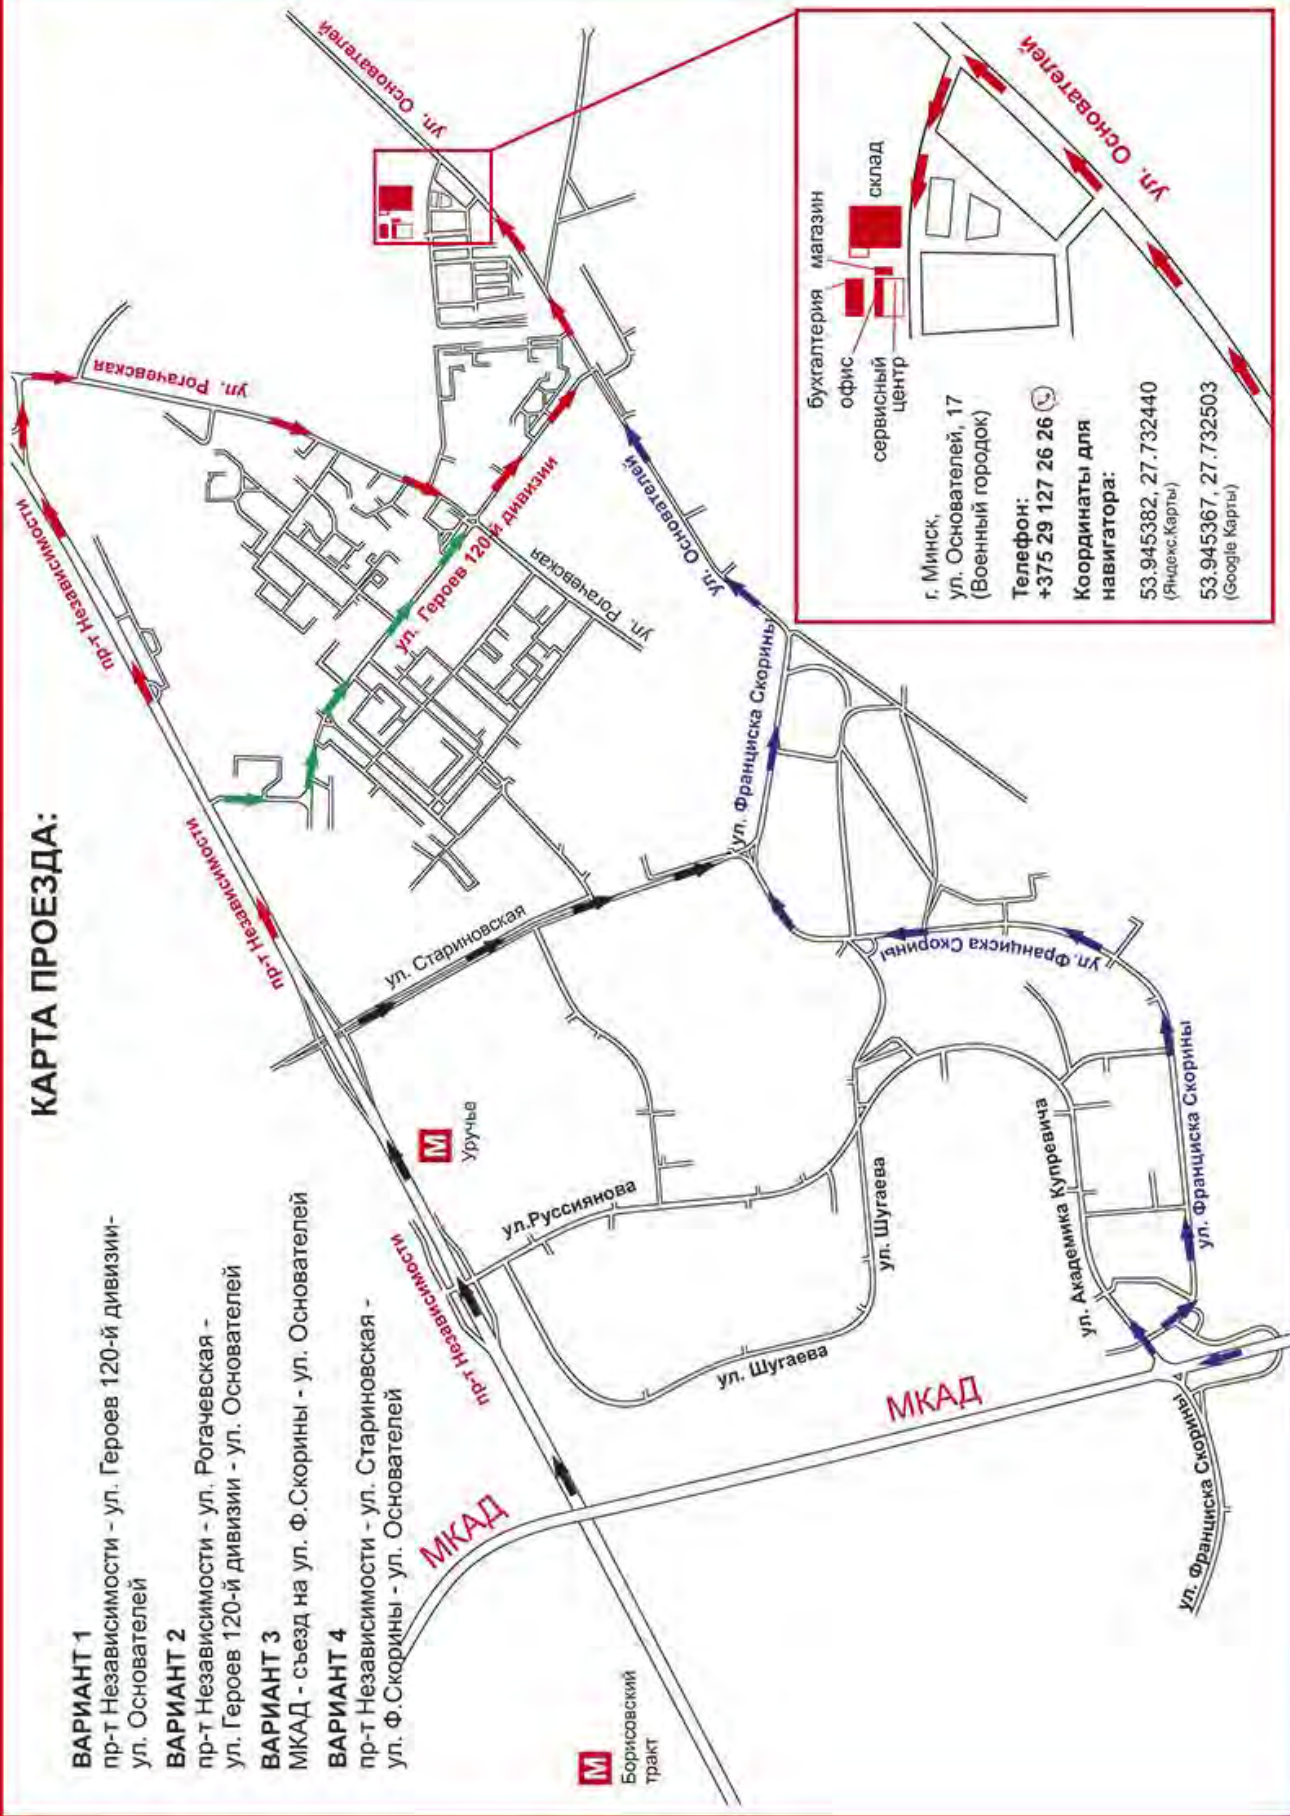 КАРТА ПРОЕЗДА:
ВАРИАНТ 1
пр-т Независимости - ул. Героев 120-й дивизии-
ул. Основателей
ВАРИАНТ 2
пр-т Независимости - ул. Рогачевская -
ул. Героев 120-й дивизии - ул. Основателей
ВАРИАНТ 3
МКАД - съезд на ул. Ф.Скорины - ул. Основателей
ВАРИАНТ 4
пр-т Независимости - ул. Стариновская -
ул. Ф.Скорины - ул. Основателей
М
Борисовский
тракт
МКАД
МКАД
пр-т Независимости
М
Уручье
пр-т Независимости
пр-т Независимости
ул. Рогачевская
ул. Основателей
ул. Стариновская
ул. Героев 120-й дивизии
ул. Рогачевская
ул.Руссиянова
ул. Шугаева
ул. Шугаева
ул. Академика Купревича
ул. Франциска Скорины
ул. Франциска Скорины
ул.Франциска Скорины
ул. Франциска Скорины
ул. Основателей
бухгалтерия
магазин
офис
склад
сервисный
центр
ул. Основателей
г. Минск,
ул. Основателей, 17
(Военный городок)
Телефон:
+375 29 127 26 26
Координаты для
навигатора:
53.945382, 27.732440
(Яндекс.Карты)
53.945367, 27.732503
(Google Карты)